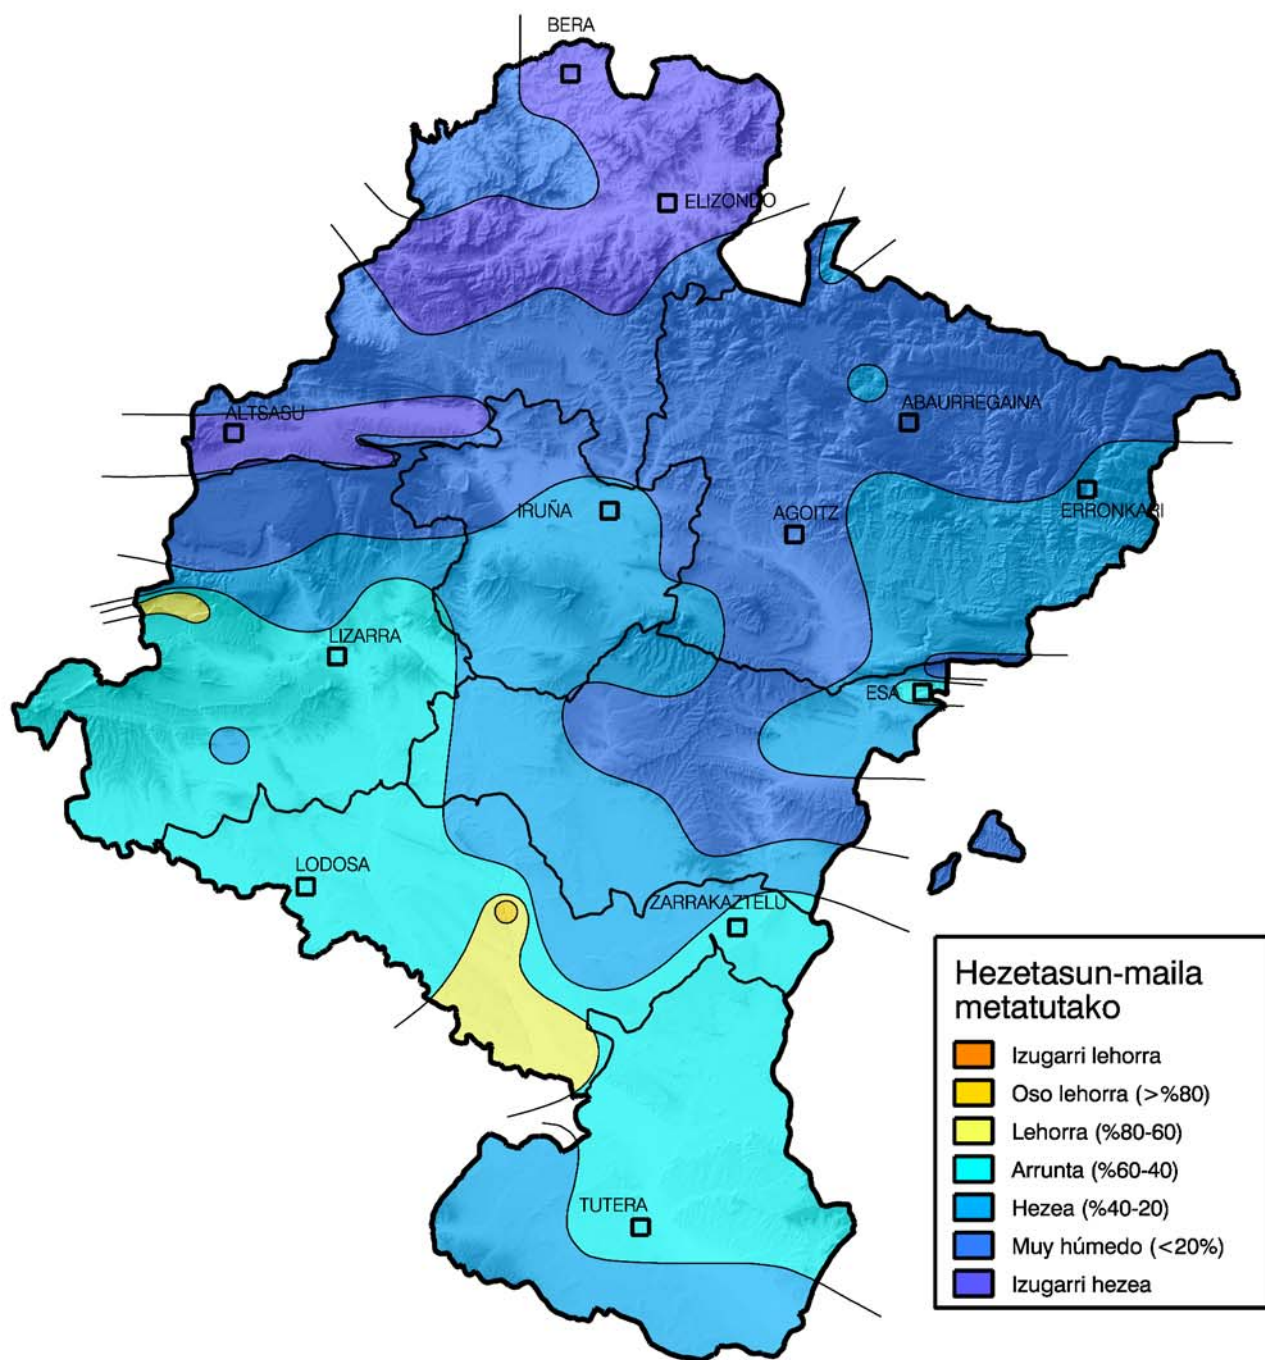 BERA
ELIZONDO
ALTSASU
ABAURREGAINA
IRUÑA
AGOITZ
ERRONKARI
LIZARRA
ESA
LODOSA
ZARRAKAZTELU
TUTERA
Hezetasun-maila
metatutako
Izugarri lehorra
Oso lehorra (>%80)
Lehorra (%80-60)
Arrunta (%60-40)
Hezea (%40-20)
Muy húmedo (<20%)
Izugarri hezea